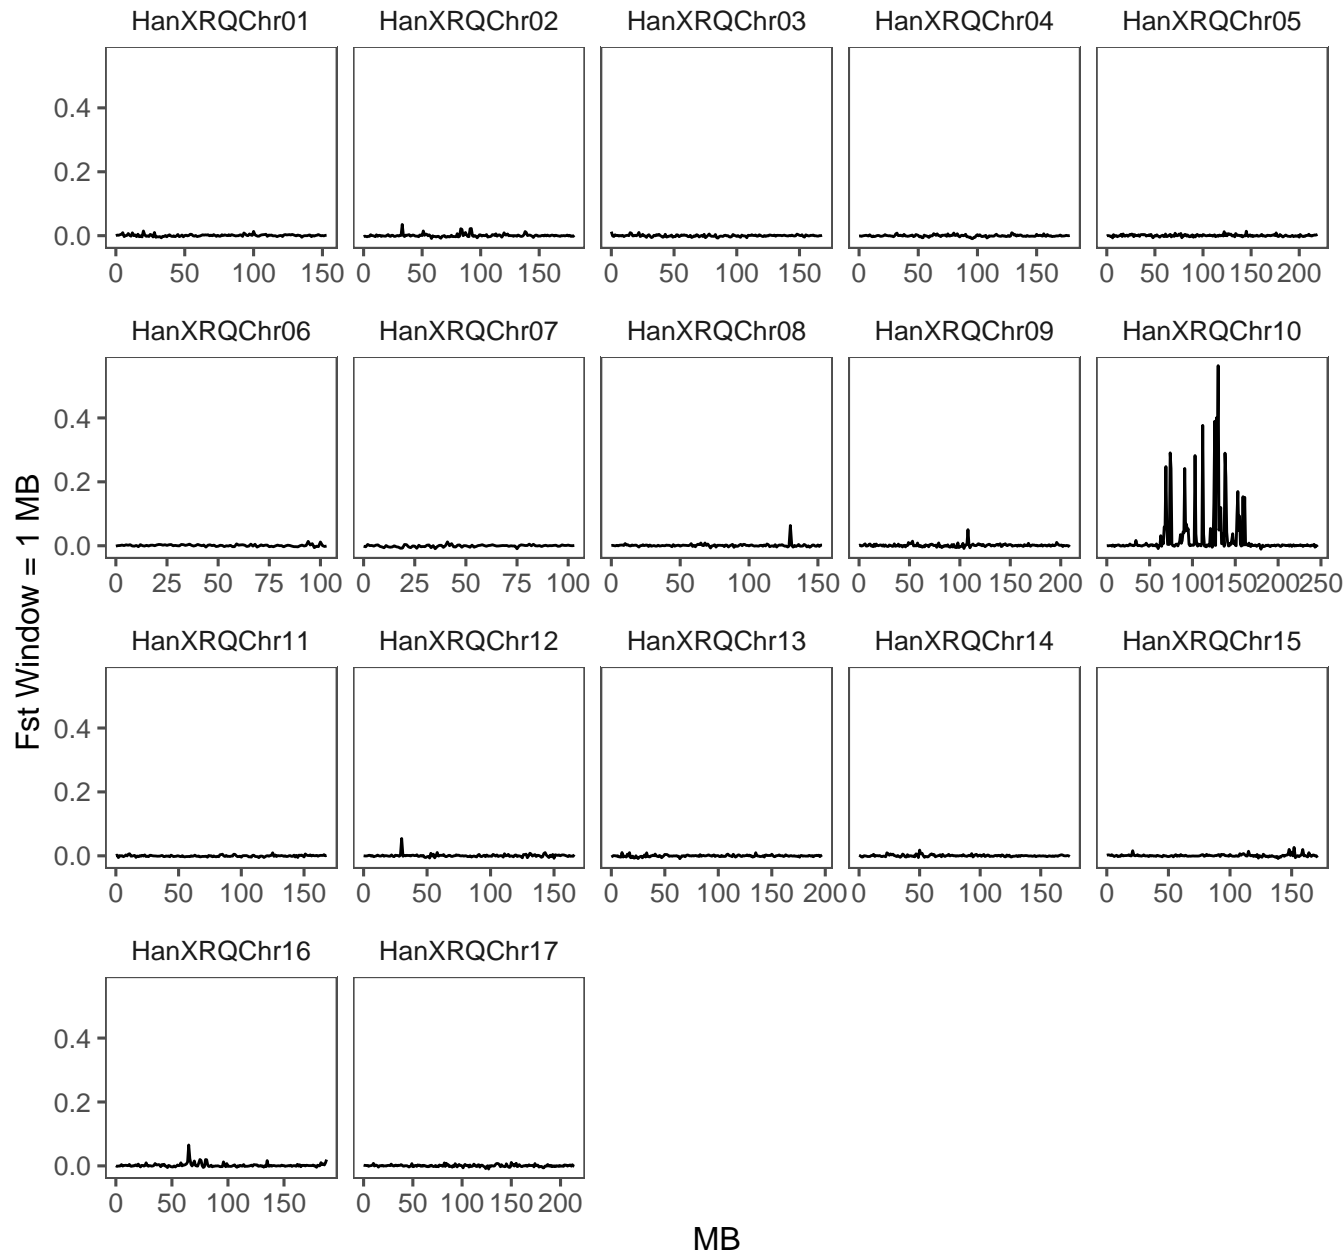 HanXRQChr01 HanXRQChr02 HanXRQChr03 HanXRQChr04 HanXRQChr05
0.4
0.2
0.0
0 50 100 150 0 50 100 150 0 50 100 150 0 50 100 150 0 50 100 150 200
HanXRQChr06 HanXRQChr07 HanXRQChr08 HanXRQChr09 HanXRQChr10
0.4
0.2
0.0
0 25 50 75 100 0 25 50 75 100 0 50 100 150 0 50 100 150 200 0 50 100 150 200 250
Fst Window = 1 MB
HanXRQChr11 HanXRQChr12 HanXRQChr13 HanXRQChr14 HanXRQChr15
0.4
0.2
0.0
0 50 100 150 0 50 100 150 0 50 100 150 200 0 50 100 150 0 50 100 150
HanXRQChr16 HanXRQChr17
0.4
0.2
0.0
0 50 100 150 0 50 100 150 200
MB